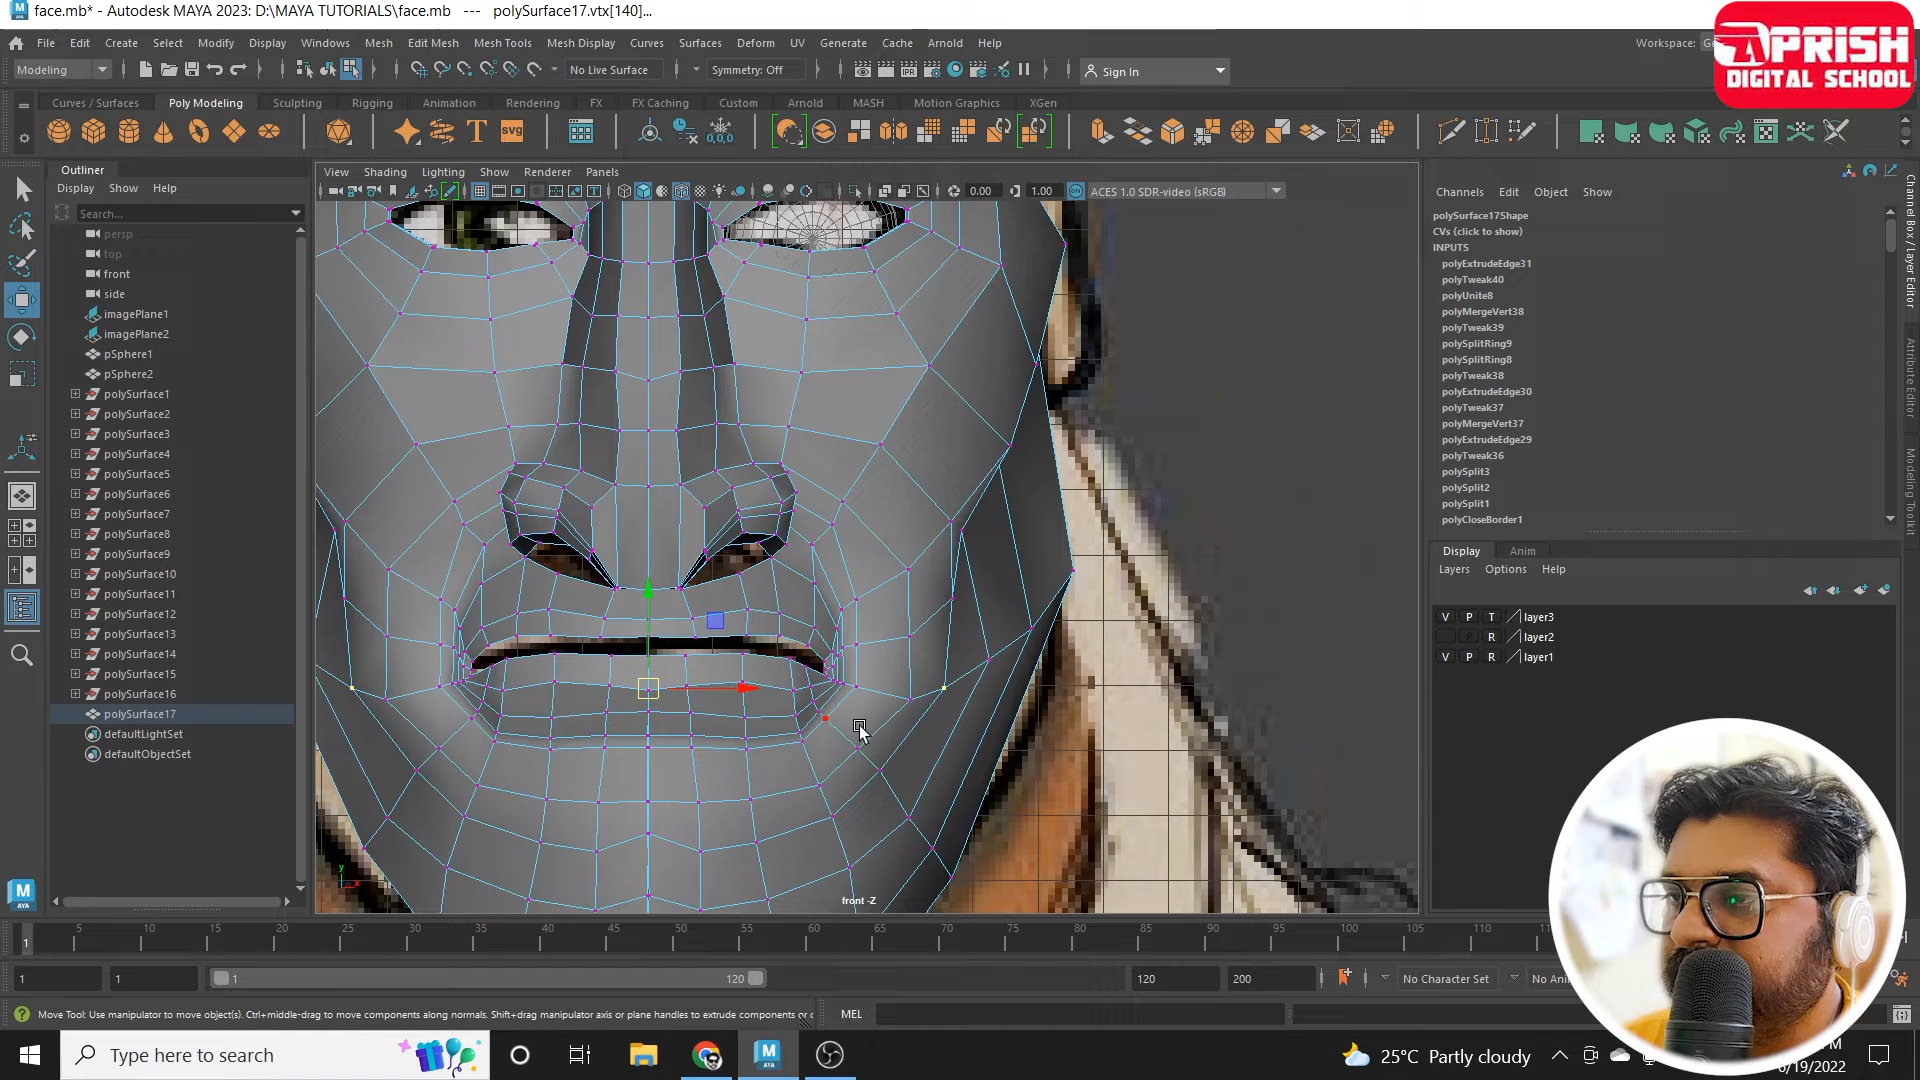 face.mb* - Autodesk MAYA 2023: D:\MAYA TUTORIALS\face.mb   ---   polySurface17.vtx[140]...
APRISH
DIGITAL SCHOOL
File Edit Create Select Modify Display Windows Mesh Edit Mesh Mesh Tools Mesh Display Curves Surfaces Deform UV Generate Cache Arnold Help
Workspace:
Modeling
No Live Surface
Symmetry: Off
Sign In
Curves / Surfaces Poly Modeling Sculpting Rigging Animation Rendering FX FX Caching Custom Arnold MASH Motion Graphics XGen
SVG
0,0,0
Outliner
Display Show Help
Search...
persp
top
front
side
imagePlane1
imagePlane2
pSphere1
pSphere2
polySurface1
polySurface2
polySurface3
polySurface4
polySurface5
polySurface6
polySurface7
polySurface8
polySurface9
polySurface10
polySurface11
polySurface12
polySurface13
polySurface14
polySurface15
polySurface16
polySurface17
defaultLightSet
defaultObjectSet
View Shading Lighting Show Renderer Panels
0.00
1.00
ACES 1.0 SDR-video (sRGB)
y
x
front -Z
Channels Edit Object Show
polySurface17Shape
CVs (click to show)
INPUTS
polyExtrudeEdge31
polyTweak40
polyUnite8
polyMergeVert38
polyTweak39
polySplitRing9
polySplitRing8
polyTweak38
polyExtrudeEdge30
polyTweak37
polyMergeVert37
polyExtrudeEdge29
polyTweak36
polySplit3
polySplit2
polySplit1
polyCloseBorder1
Channel Box / Layer Editor
Attribute Editor
Modeling Toolkit
Display Anim
Layers Options Help
V P T layer3
P R layer2
V P R layer1
M
AYA
5 10 15 20 25 30 35 40 45 50 55 60 65 70 75 80 85 90 95 100 105
1
1
1
1
120
120
200
No Character Set
Move Tool: Use manipulator to move object(s). Ctrl+middle-drag to move components along normals. Shift+drag manipulator axis or plane handles to extrude components or
MEL
Type here to search
M
AYA
25°C Partly cloudy